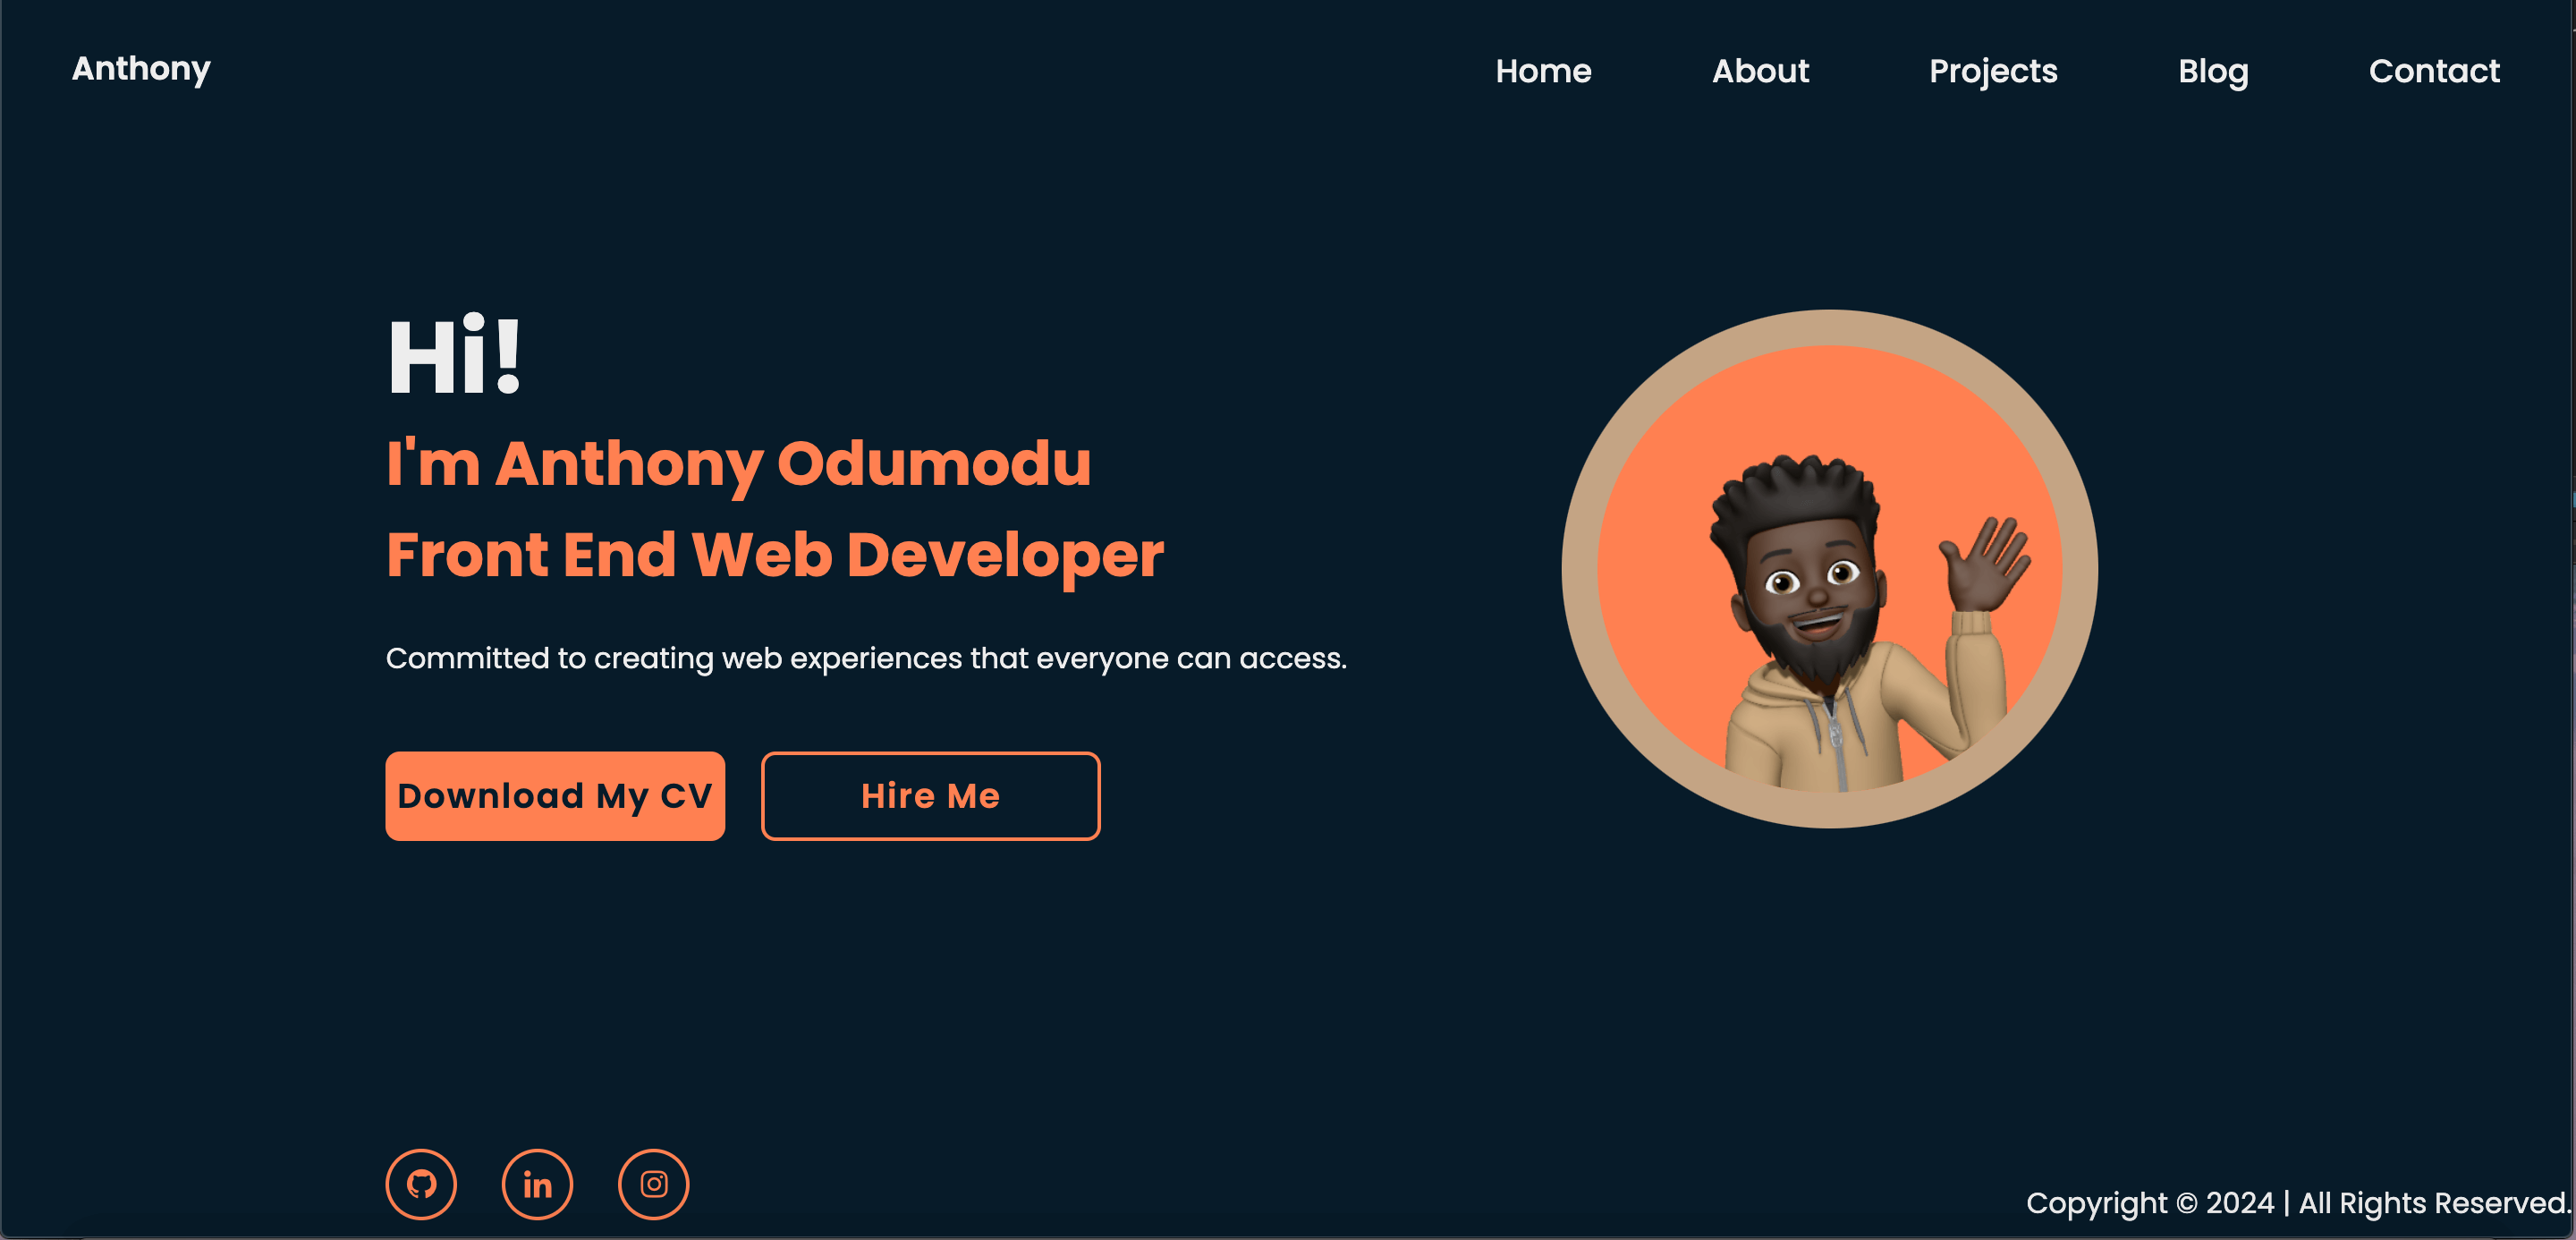 Anthony
Home About Projects Blog Contact
Hi!
I'm Anthony Odumodu
Front End Web Developer
Committed to creating web experiences that everyone can access.
Download My CV
Hire Me
in
Copyright © 2024 | All Rights Reserved.